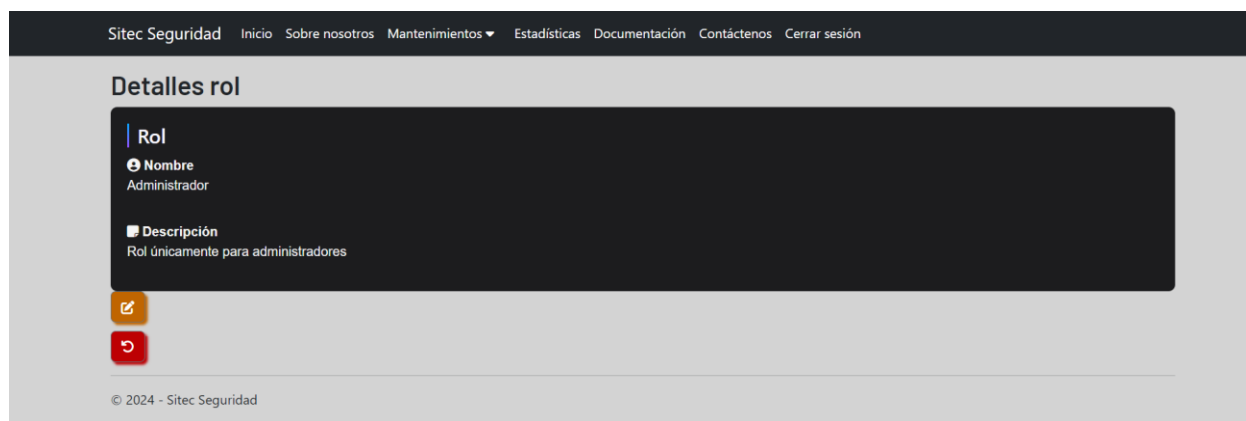 Sitec Seguridad Inicio Sobre nosotros Mantenimientos Estadísticas Documentación Contáctenos Cerrar sesión
Detalles rol
Rol
Nombre
Administrador
Descripción
Rol únicamente para administradores
© 2024 - Sitec Seguridad